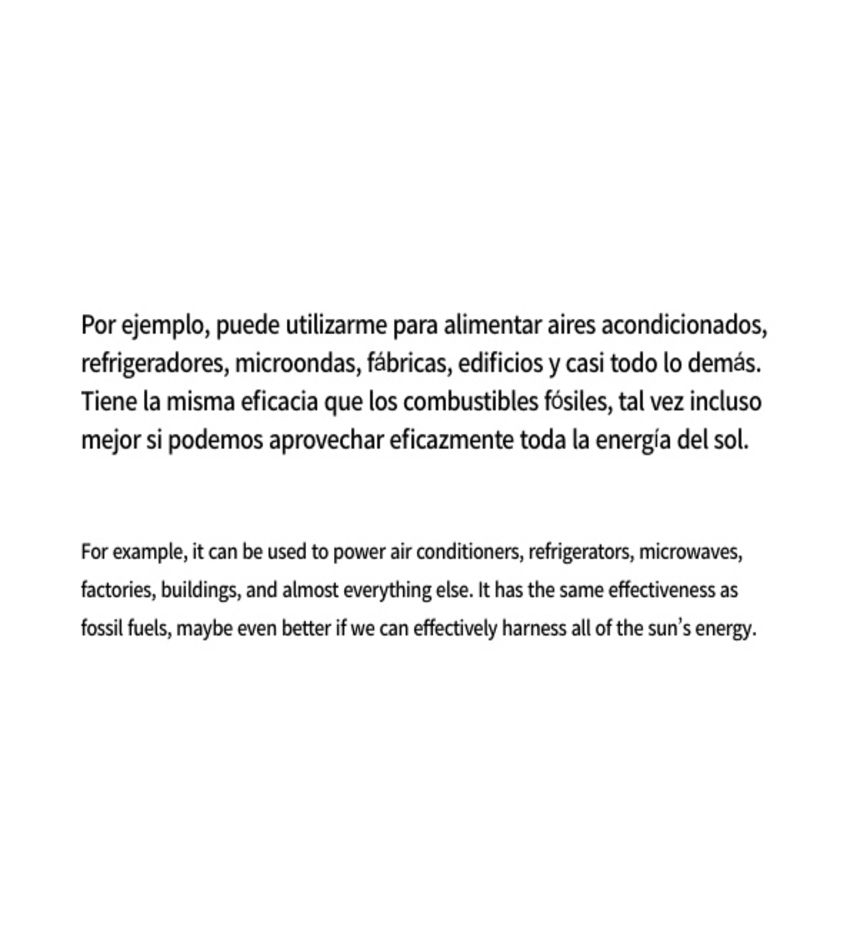 Por ejemplo, puede utilizarme para alimentar aires acondicionados,
refrigeradores, microondas, fábricas, edificios y casi todo lo demás.
Tiene la misma eficacia que los combustibles fósiles, tal vez incluso
mejor si podemos aprovechar eficazmente toda la energía del sol.
For example, it can be used to power air conditioners, refrigerators, microwaves,
factories, buildings, and almost everything else. It has the same effectiveness as
fossil fuels, maybe even better if we can effectively harness all of the sun’s energy.